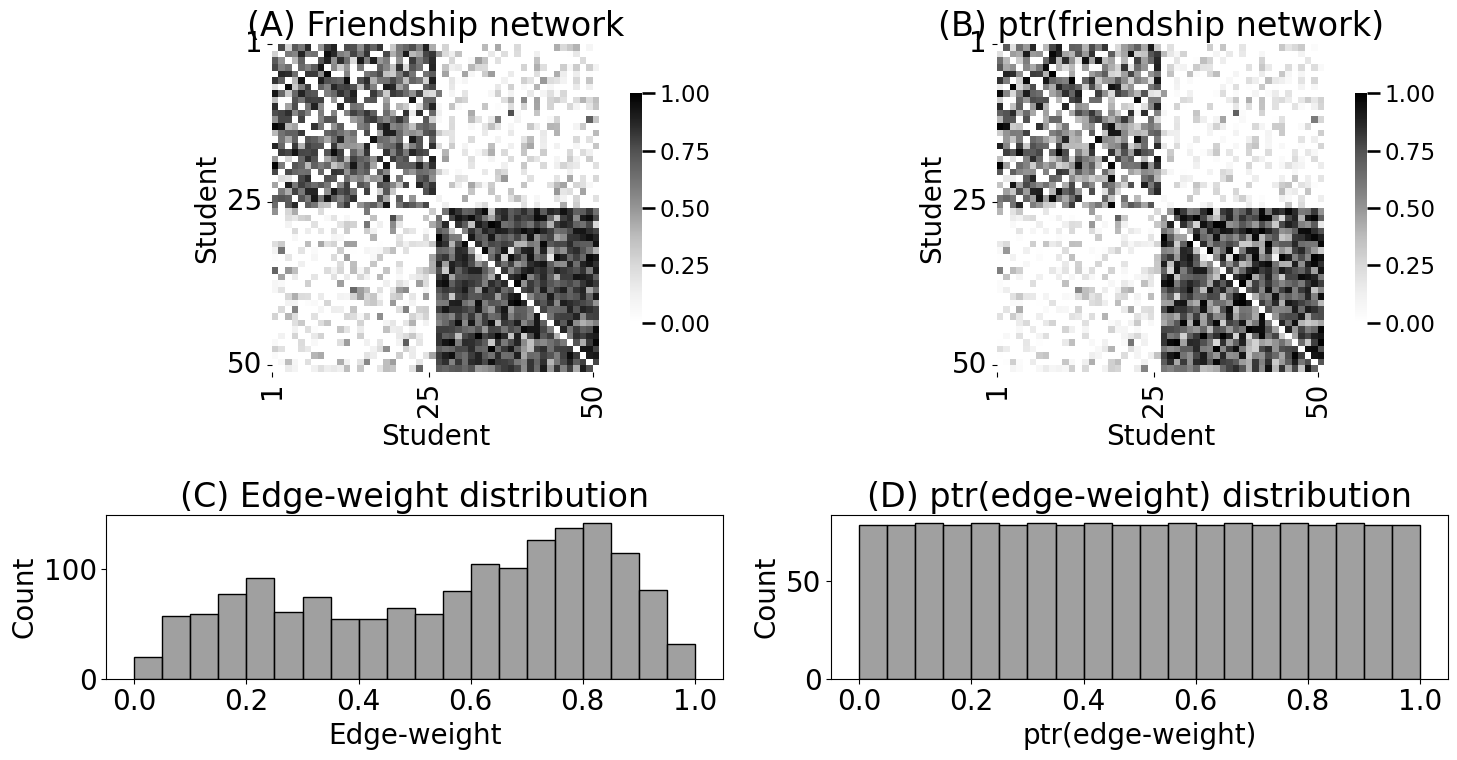 (A) Friendship network
1
25
50
Student
1
25
50
Student
1.00
0.75
0.50
0.25
0.00
(B) ptr(friendship network)
1
25
50
Student
1
25
50
Student
1.00
0.75
0.50
0.25
0.00
(C) Edge-weight distribution
100
0
Count
0.0 0.2 0.4 0.6 0.8 1.0
Edge-weight
(D) ptr(edge-weight) distribution
50
0
Count
0.0 0.2 0.4 0.6 0.8 1.0
ptr(edge-weight)